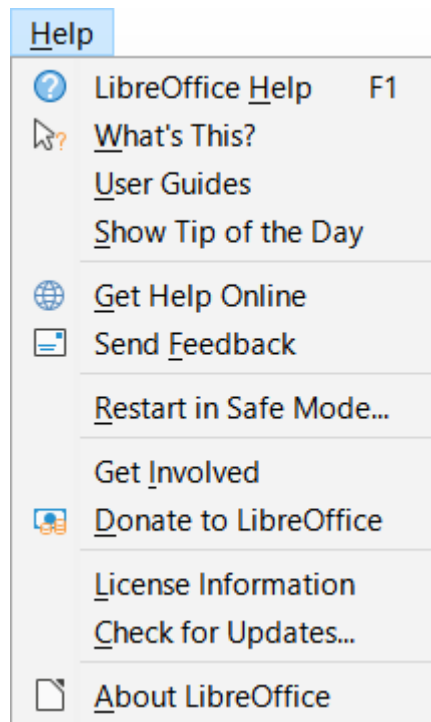 Help
LibreOffice Help F1
What's This?
User Guides
Show Tip of the Day
Get Help Online
Send Feedback
Restart in Safe Mode...
Get Involved
Donate to LibreOffice
License Information
Check for Updates...
About LibreOffice